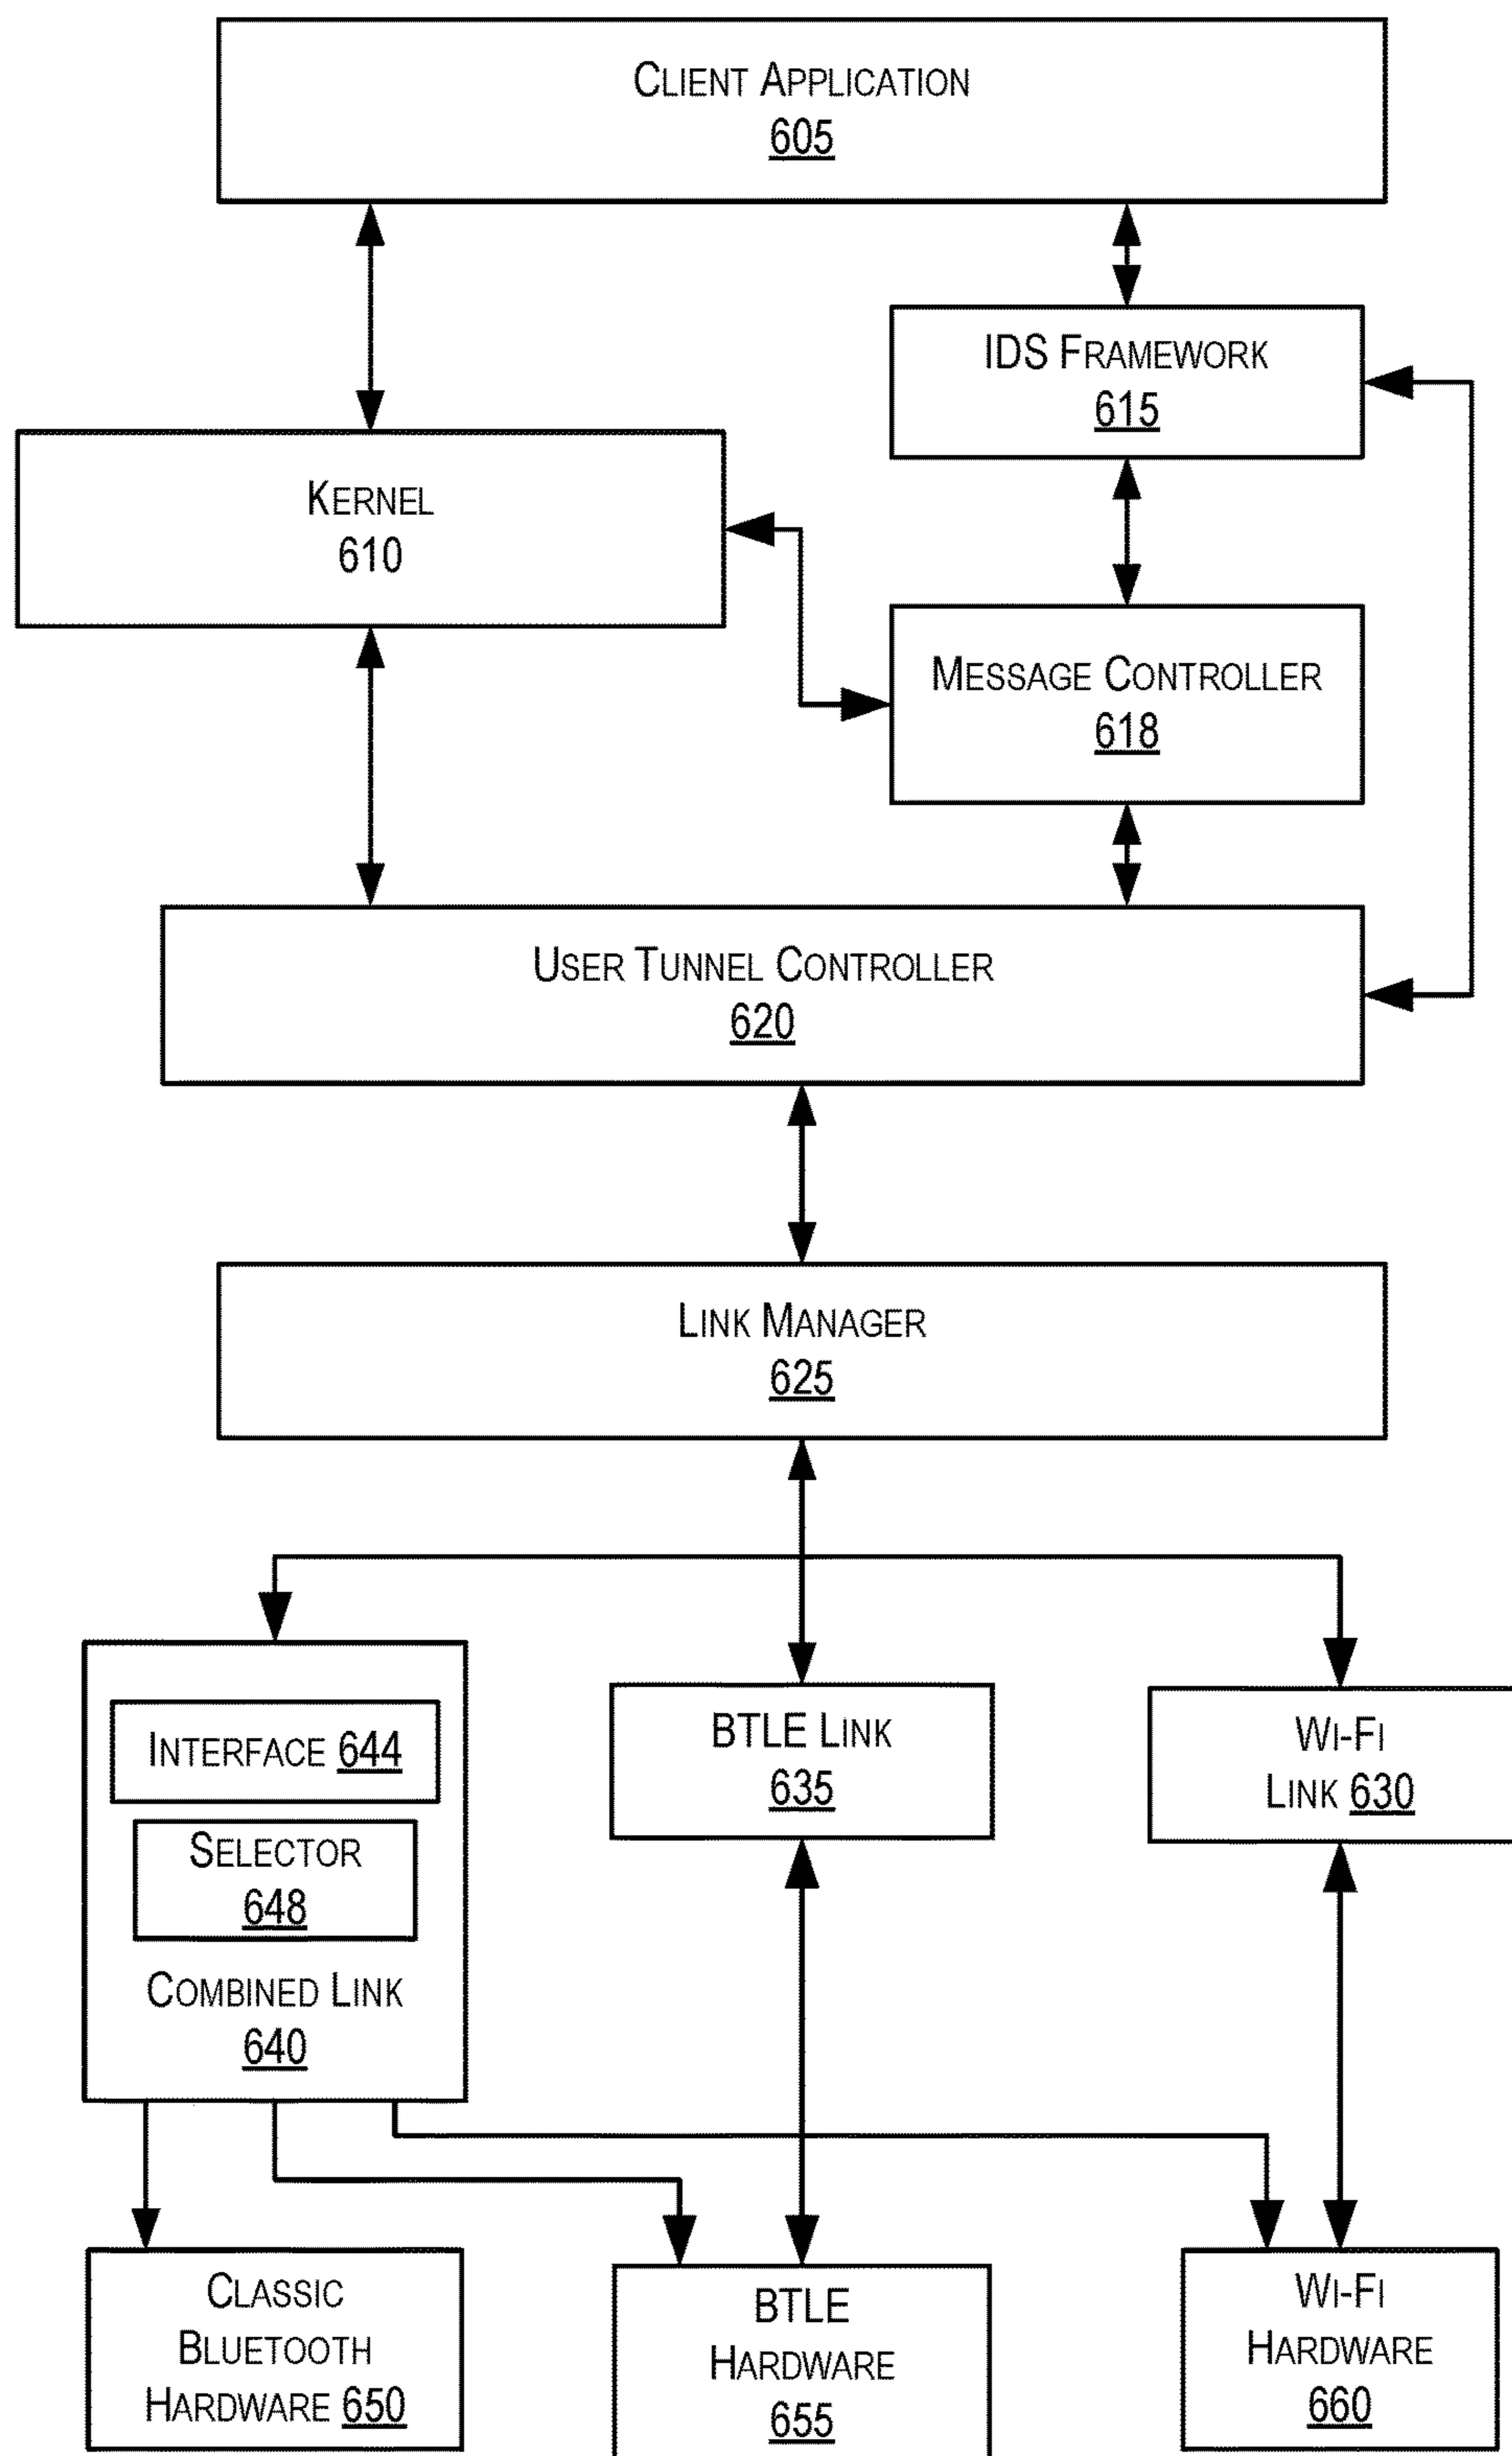 CLIENT APPLICATION
605
IDS FRAMEWORK
615
KERNEL
610
MESSAGE CONTROLLER
618
USER TUNNEL CONTROLLER
620
LINK MANAGER
625
INTERFACE 644
SELECTOR
648
COMBINED LINK
640
BTLE LINK
635
WI-FI
LINK 630
CLASSIC
BLUETOOTH
HARDWARE 650
BTLE
HARDWARE
655
WI-FI
HARDWARE
660